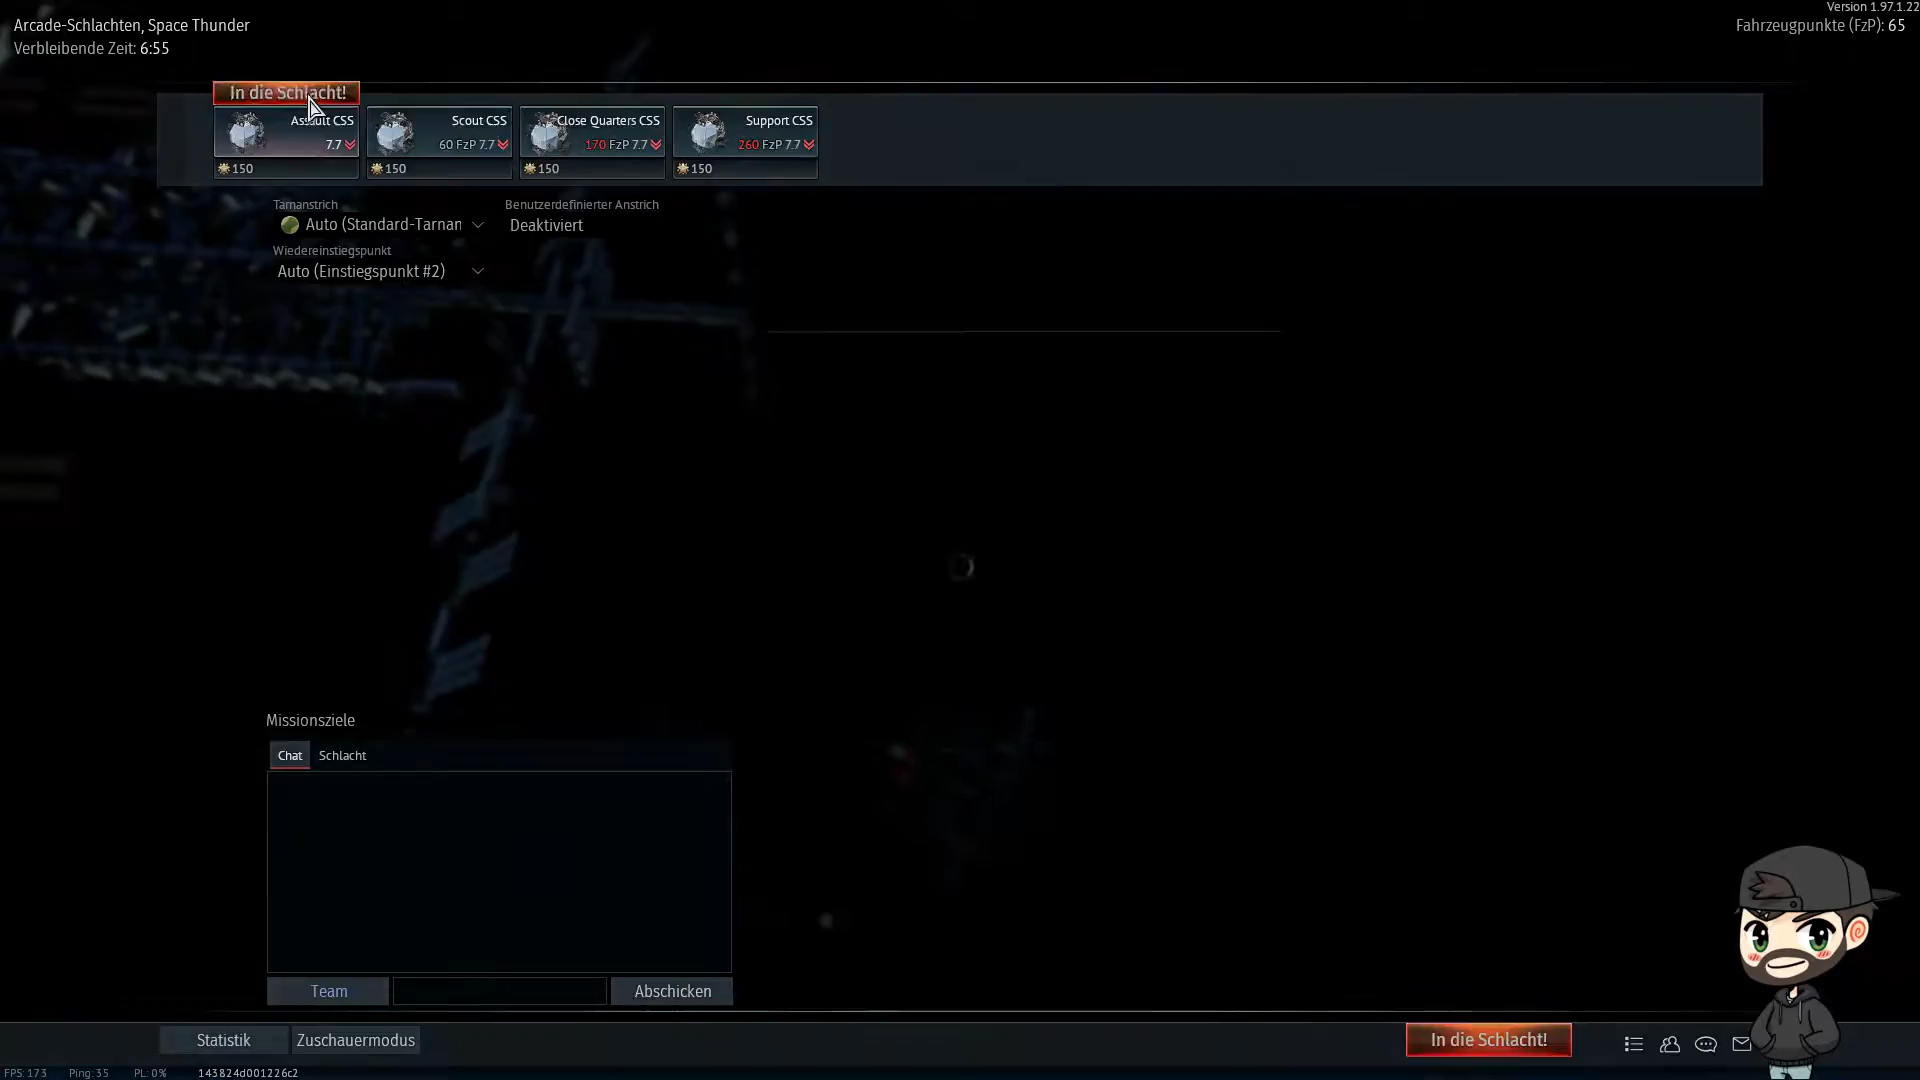 Version 1.97.1.22
Arcade-Schlachten, Space Thunder
Fahrzeugpunkte (FzP): 65
Verbleibende Zeit: 6:55
In die Schlacht!
Assault CSS
7.7
150
Scout CSS
60 FzP 7.7
150
Close Quarters CSS
170 FzP 7.7
150
Support CSS
260 FzP 7.7
150
Tarnanstrich
Auto (Standard-Tarnan
Benutzerdefinierter Anstrich
Deaktiviert
Wiedereinstiegspunkt
Auto (Einstiegspunkt #2)
Missionsziele
Chat Schlacht
Team Abschicken
Statistik Zuschauermodus
In die Schlacht!
FPS: 173 Ping: 35 PL: 0% 143824d001226c2